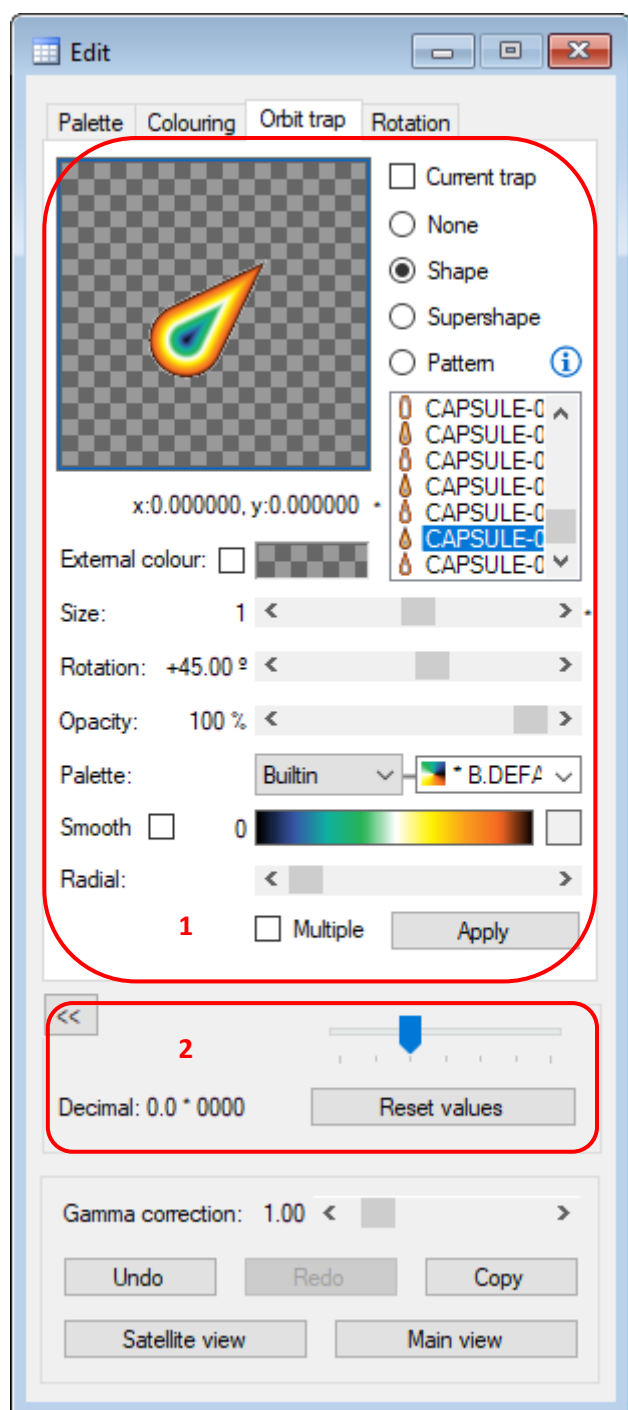 Edit
Palette Colouring Orbit trap Rotation
Current trap
None
Shape
Supershape
Pattern
CAPSULE-0
CAPSULE-0
CAPSULE-0
CAPSULE-0
CAPSULE-0
CAPSULE-0
CAPSULE-0
x:0.000000, y:0.000000 *
External colour:
Size: 1 < > *
Rotation: +45.00 º < >
Opacity: 100 % < >
Palette: Builtin * B.DEFA
Smooth 0
Radial: < >
1 Multiple Apply
<<
2
Decimal: 0.0 * 0000 Reset values
Gamma correction: 1.00 < >
Undo Redo Copy
Satellite view Main view